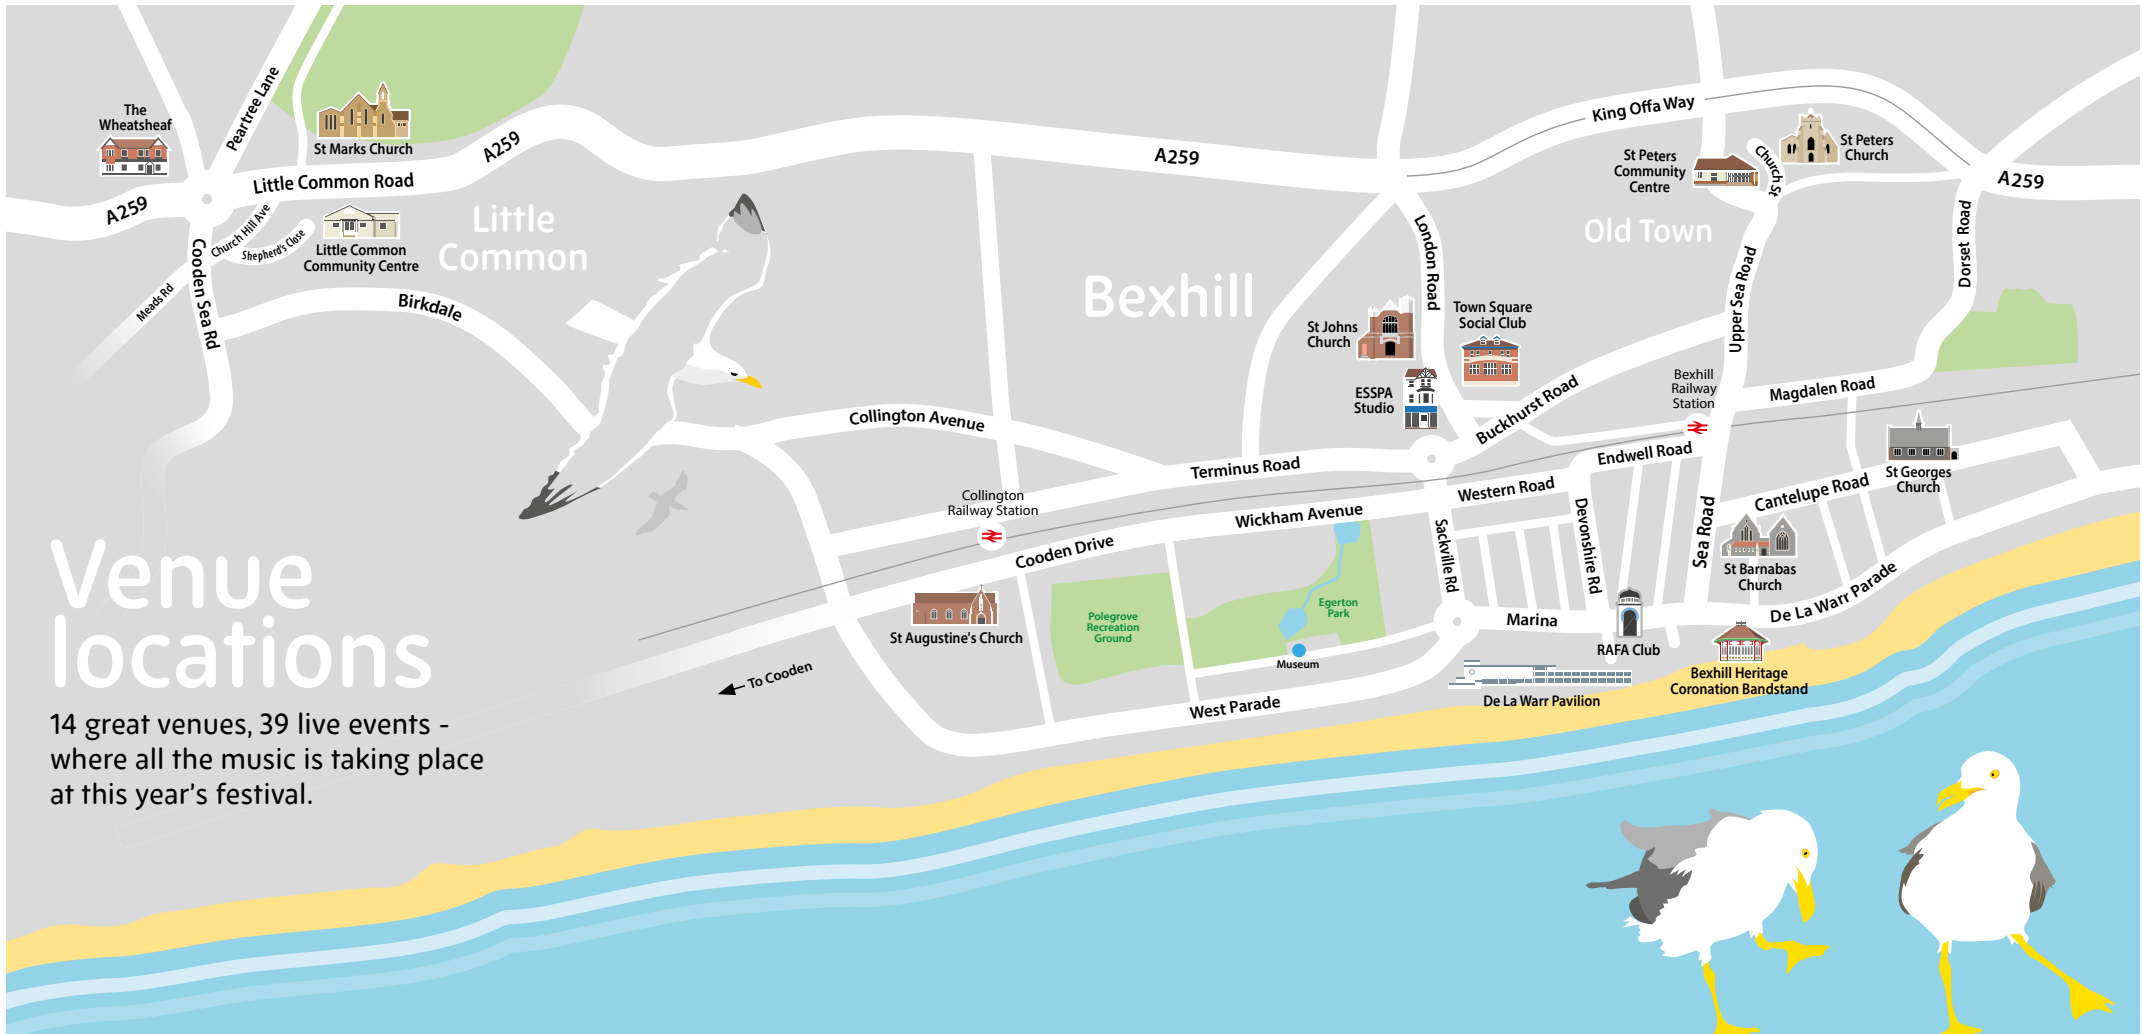 The
Wheatsheaf
Peartree Lane
St Marks Church
A259
Little Common Road
A259
Church Hill Ave
Shepherd's Close
Little Common
Community Centre
Little
Common
Cooden Sea Rd
Meads Rd
Birkdale
A259
King Offa Way
St Peters
Community
Centre
Church St
St Peters
Church
A259
Old Town
Dorset Road
Bexhill
London Road
Upper Sea Road
St Johns
Church
Town Square
Social Club
ESSPA
Studio
Buckhurst Road
Bexhill
Railway
Station
Magdalen Road
Collington Avenue
Terminus Road
Endwell Road
St Georges
Church
Collington
Railway Station
Wickham Avenue
Western Road
Cantelupe Road
Cooden Drive
Sackville Rd
Devonshire Rd
Sea Road
St Barnabas
Church
De La Warr Parade
St Augustine's Church
Polegrove
Recreation
Ground
Egerton
Park
Museum
Marina
RAFA Club
To Cooden
West Parade
De La Warr Pavilion
Bexhill Heritage
Coronation Bandstand
Venue
locations
14 great venues, 39 live events -
where all the music is taking place
at this year's festival.